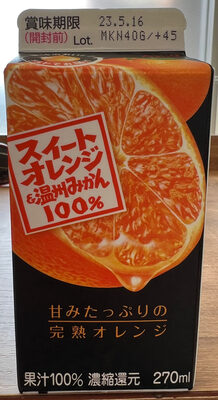 賞味期限 23.5.16
(開封前) Lot. MKN40G/+45
スイート
オレンジ
&温州みかん
100%
甘みたっぷりの
完熟オレンジ
果汁100% 濃縮還元 270ml